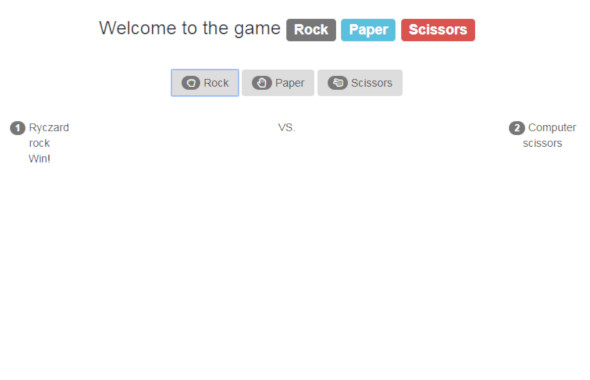 Welcome to the game Rock Paper Scissors
Rock Paper Scissors
1 Ryczard VS. 2 Computer
rock scissors
Win!